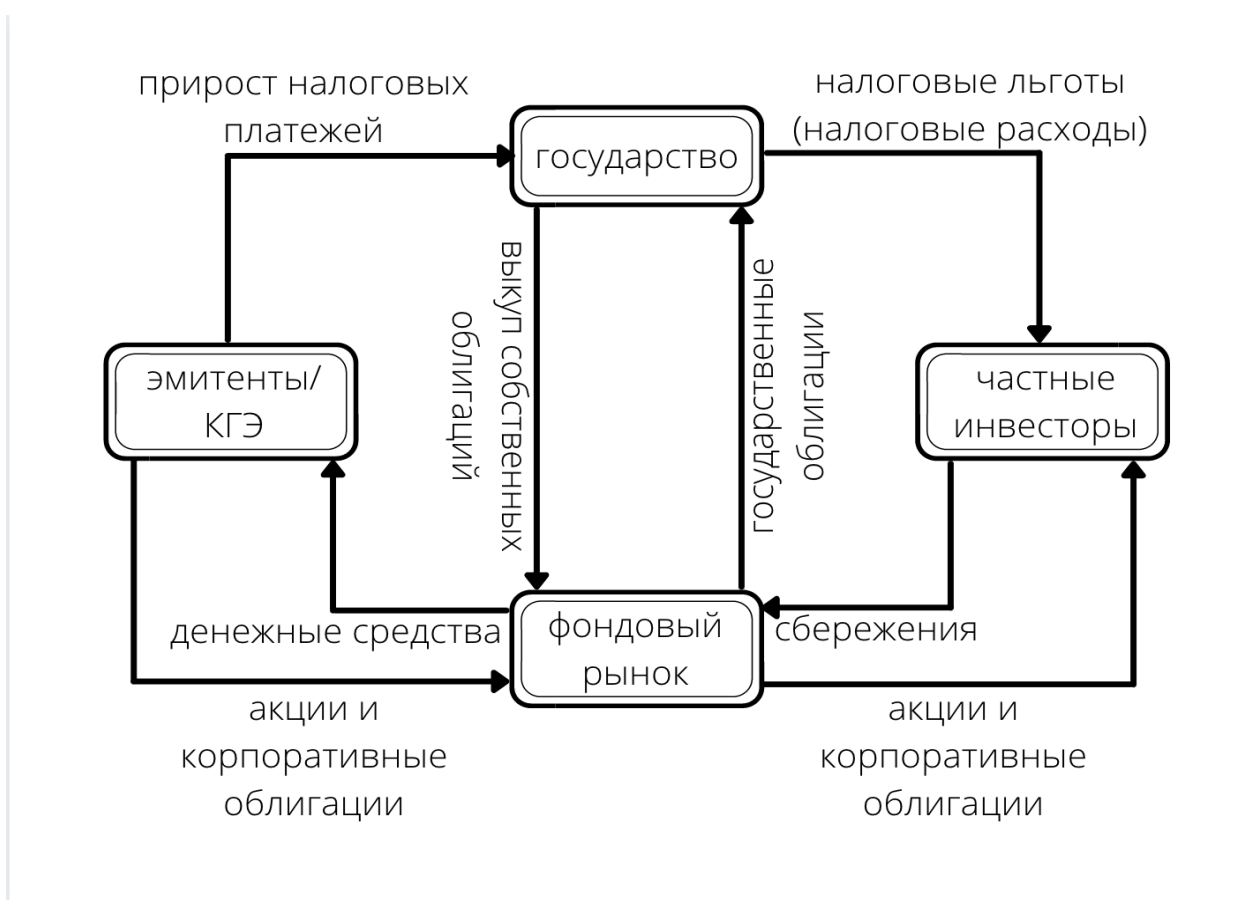 прирост налоговых
платежей
налоговые льготы
(налоговые расходы)
государство
выкуп собственных
облигаций
государственные
облигации
эмитенты/
КГЭ
частные
инвесторы
денежные средства
фондовый
рынок
сбережения
акции и
корпоративные
облигации
акции и
корпоративные
облигации